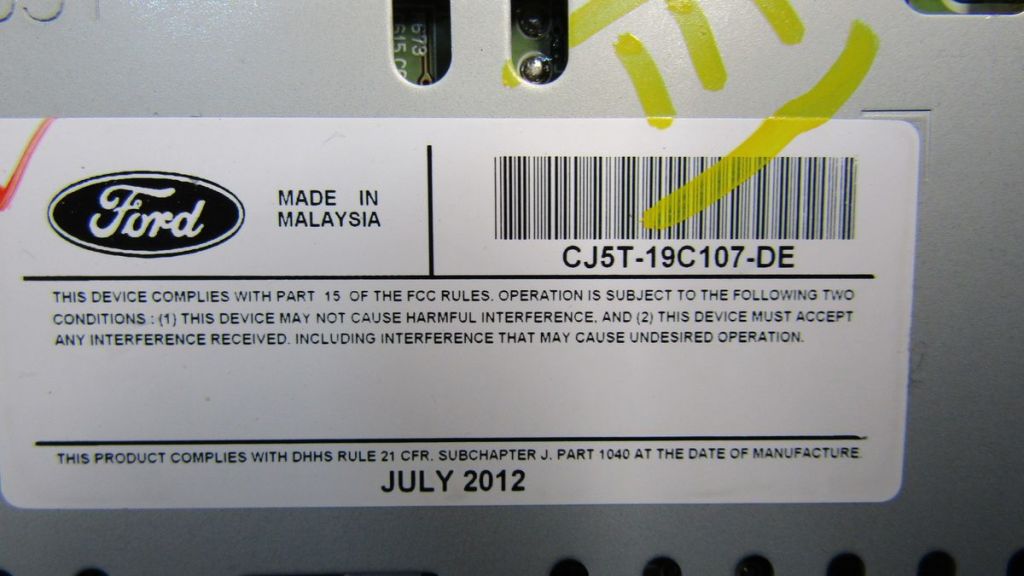 Ford
MADE IN
MALAYSIA
CJ5T-19C107-DE
THIS DEVICE COMPLIES WITH PART 15 OF THE FCC RULES. OPERATION IS SUBJECT TO THE FOLLOWING TWO
CONDITIONS : (1) THIS DEVICE MAY NOT CAUSE HARMFUL INTERFERENCE, AND (2) THIS DEVICE MUST ACCEPT
ANY INTERFERENCE RECEIVED. INCLUDING INTERFERENCE THAT MAY CAUSE UNDESIRED OPERATION.
THIS PRODUCT COMPLIES WITH DHHS RULE 21 CFR. SUBCHAPTER J. PART 1040 AT THE DATE OF MANUFACTURE.
JULY 2012